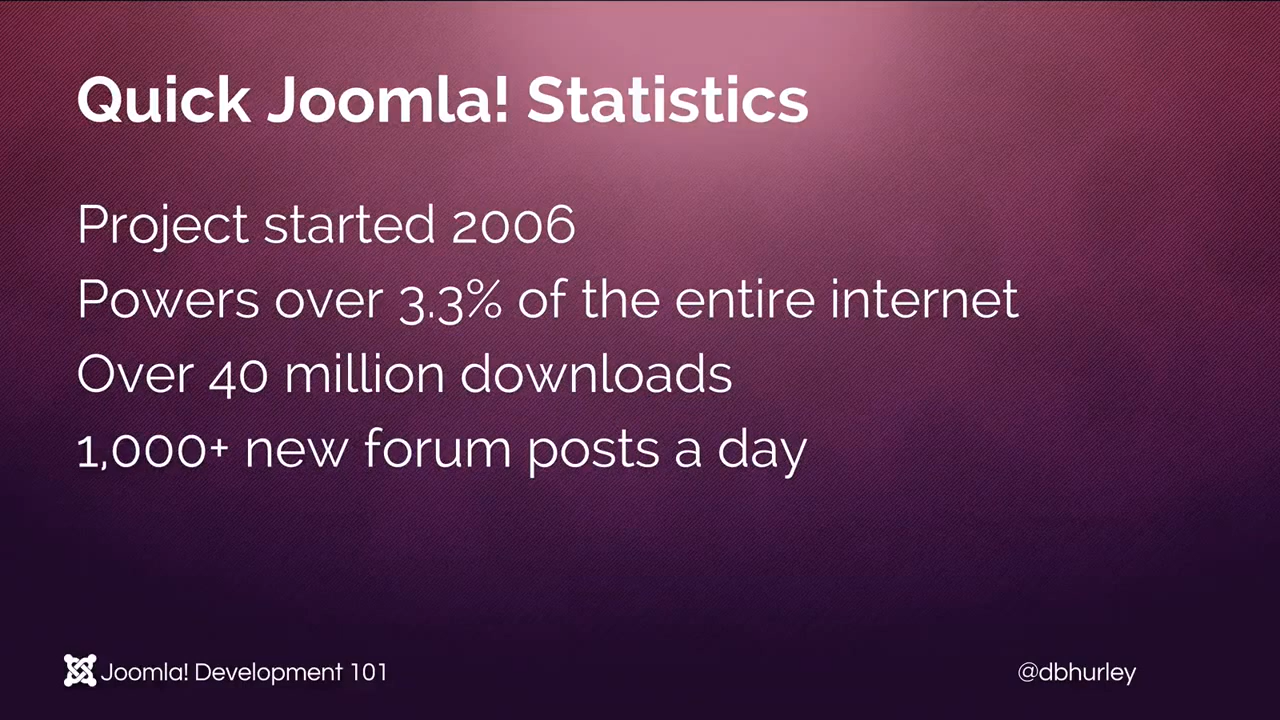 Quick Joomla! Statistics
Project started 2006
Powers over 3.3% of the entire internet
Over 40 million downloads
1,000+ new forum posts a day
Joomla! Development 101
@dbhurley